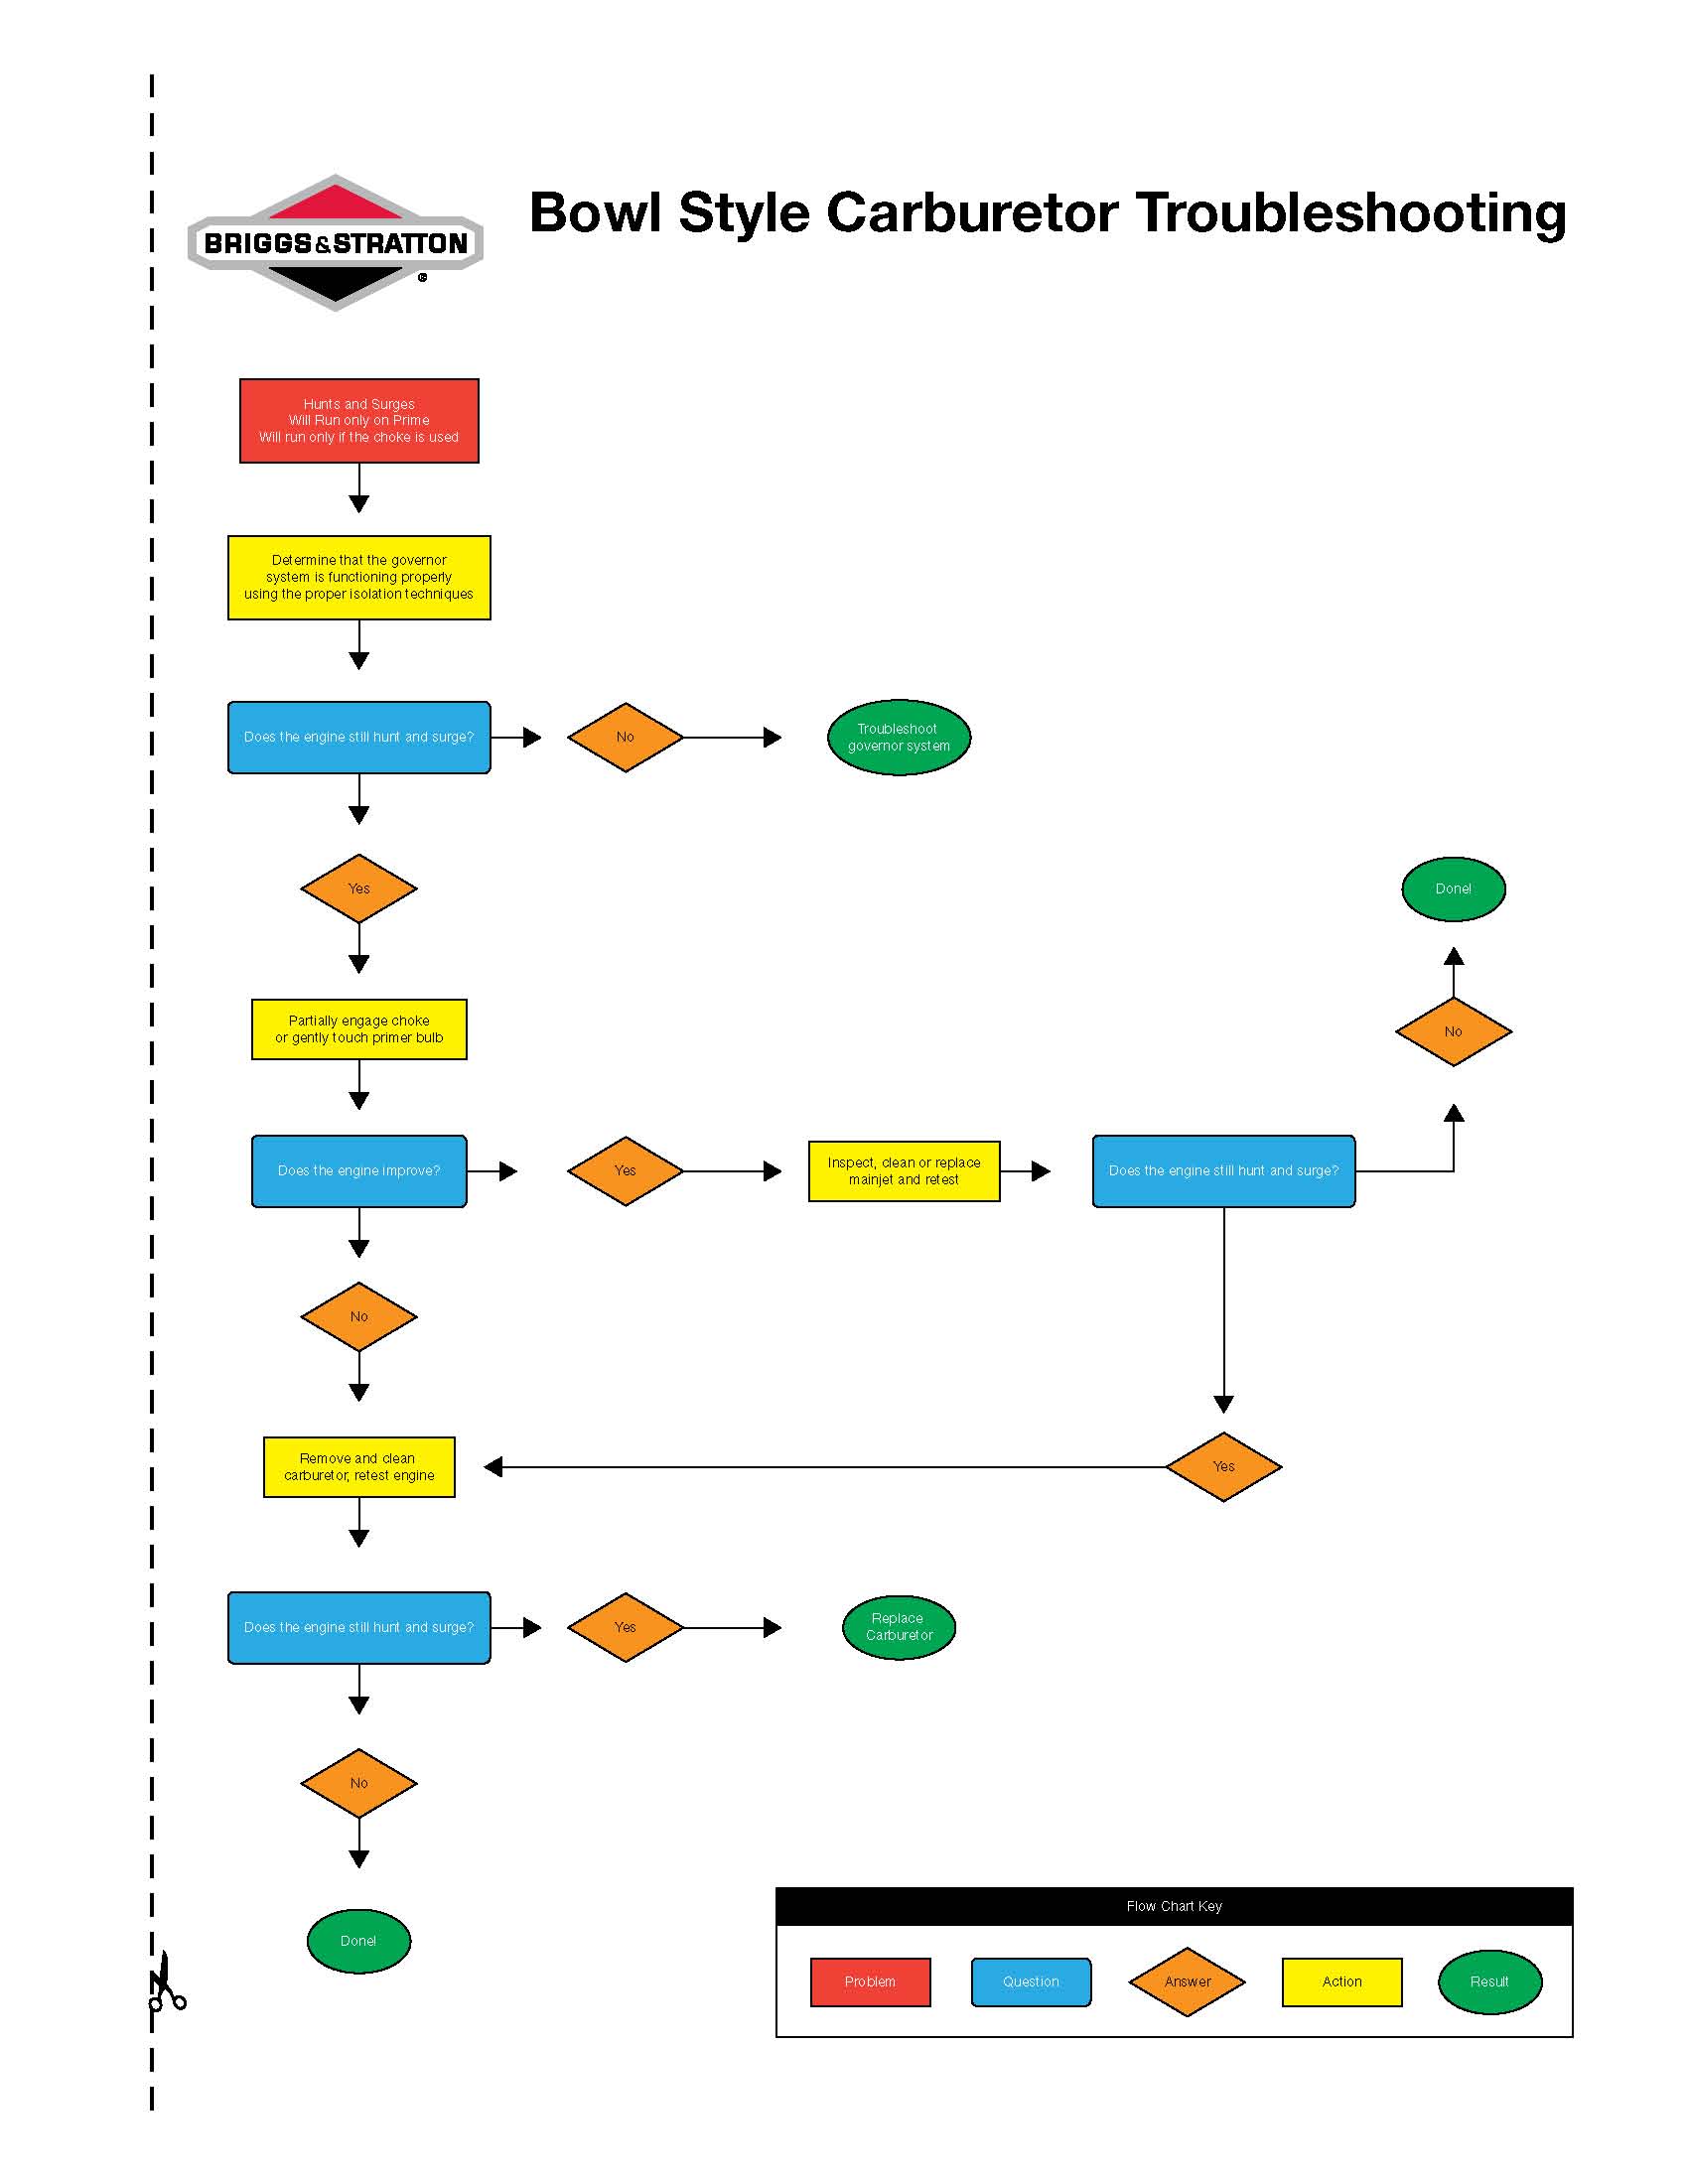 BRIGGS&STRATTON
®
Bowl Style Carburetor Troubleshooting
Hunts and Surges
Will Run only on Prime
Will run only if the choke is used
Determine that the governor
system is functioning properly
using the proper isolation techniques
Does the engine still hunt and surge?
No
Troubleshoot
governor system
Yes
Done!
Partially engage choke
or gently touch primer bulb
No
Does the engine improve?
Yes
Inspect, clean or replace
mainjet and retest
Does the engine still hunt and surge?
No
Remove and clean
carburetor, retest engine
Yes
Does the engine still hunt and surge?
Yes
Replace
Carburetor
No
Done!
Flow Chart Key
Problem
Question
Answer
Action
Result